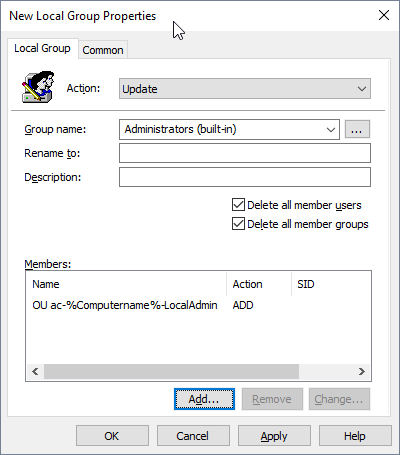 New Local Group Properties
Local Group Common
Action: Update
Group name: Administrators (built-in) ...
Rename to:
Description:
Delete all member users
Delete all member groups
Members:
Name Action SID
OU ac-%Computername%-LocalAdmin ADD
Add... Remove Change...
OK Cancel Apply Help